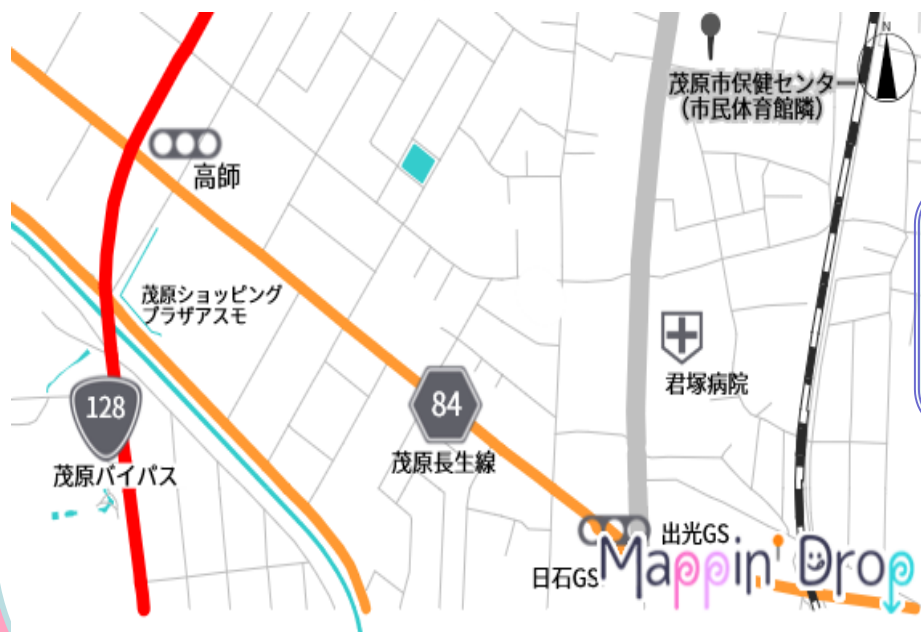 N
茂原市保健センター
（市民体育館隣）
高師
茂原ショッピング
プラザアスモ
君塚病院
128
茂原バイパス
84
茂原長生線
出光GS
日石GS
Mappin Drop